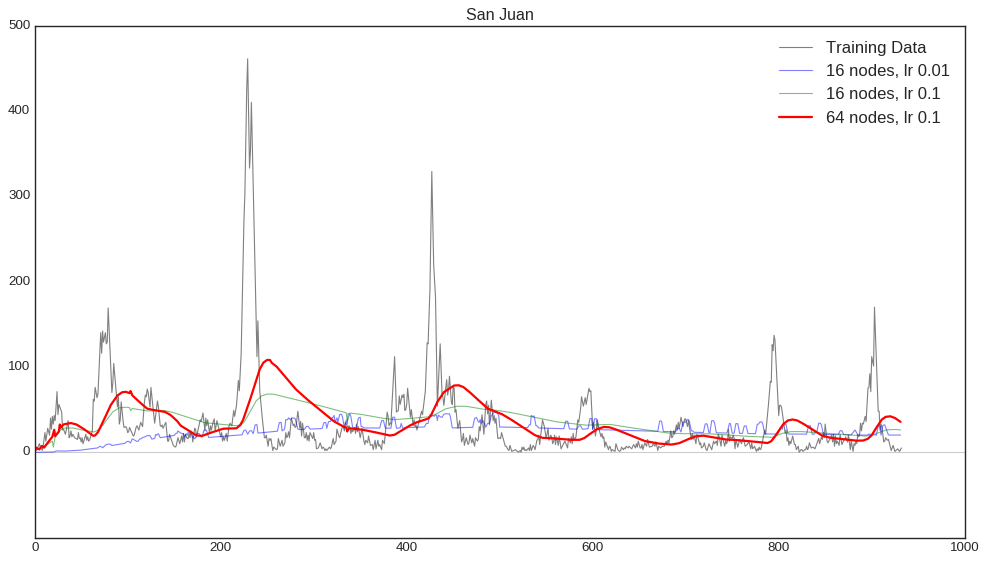 San Juan
500
400
300
200
100
0
0 200 400 600 800 1000
Training Data
16 nodes, lr 0.01
16 nodes, lr 0.1
64 nodes, lr 0.1